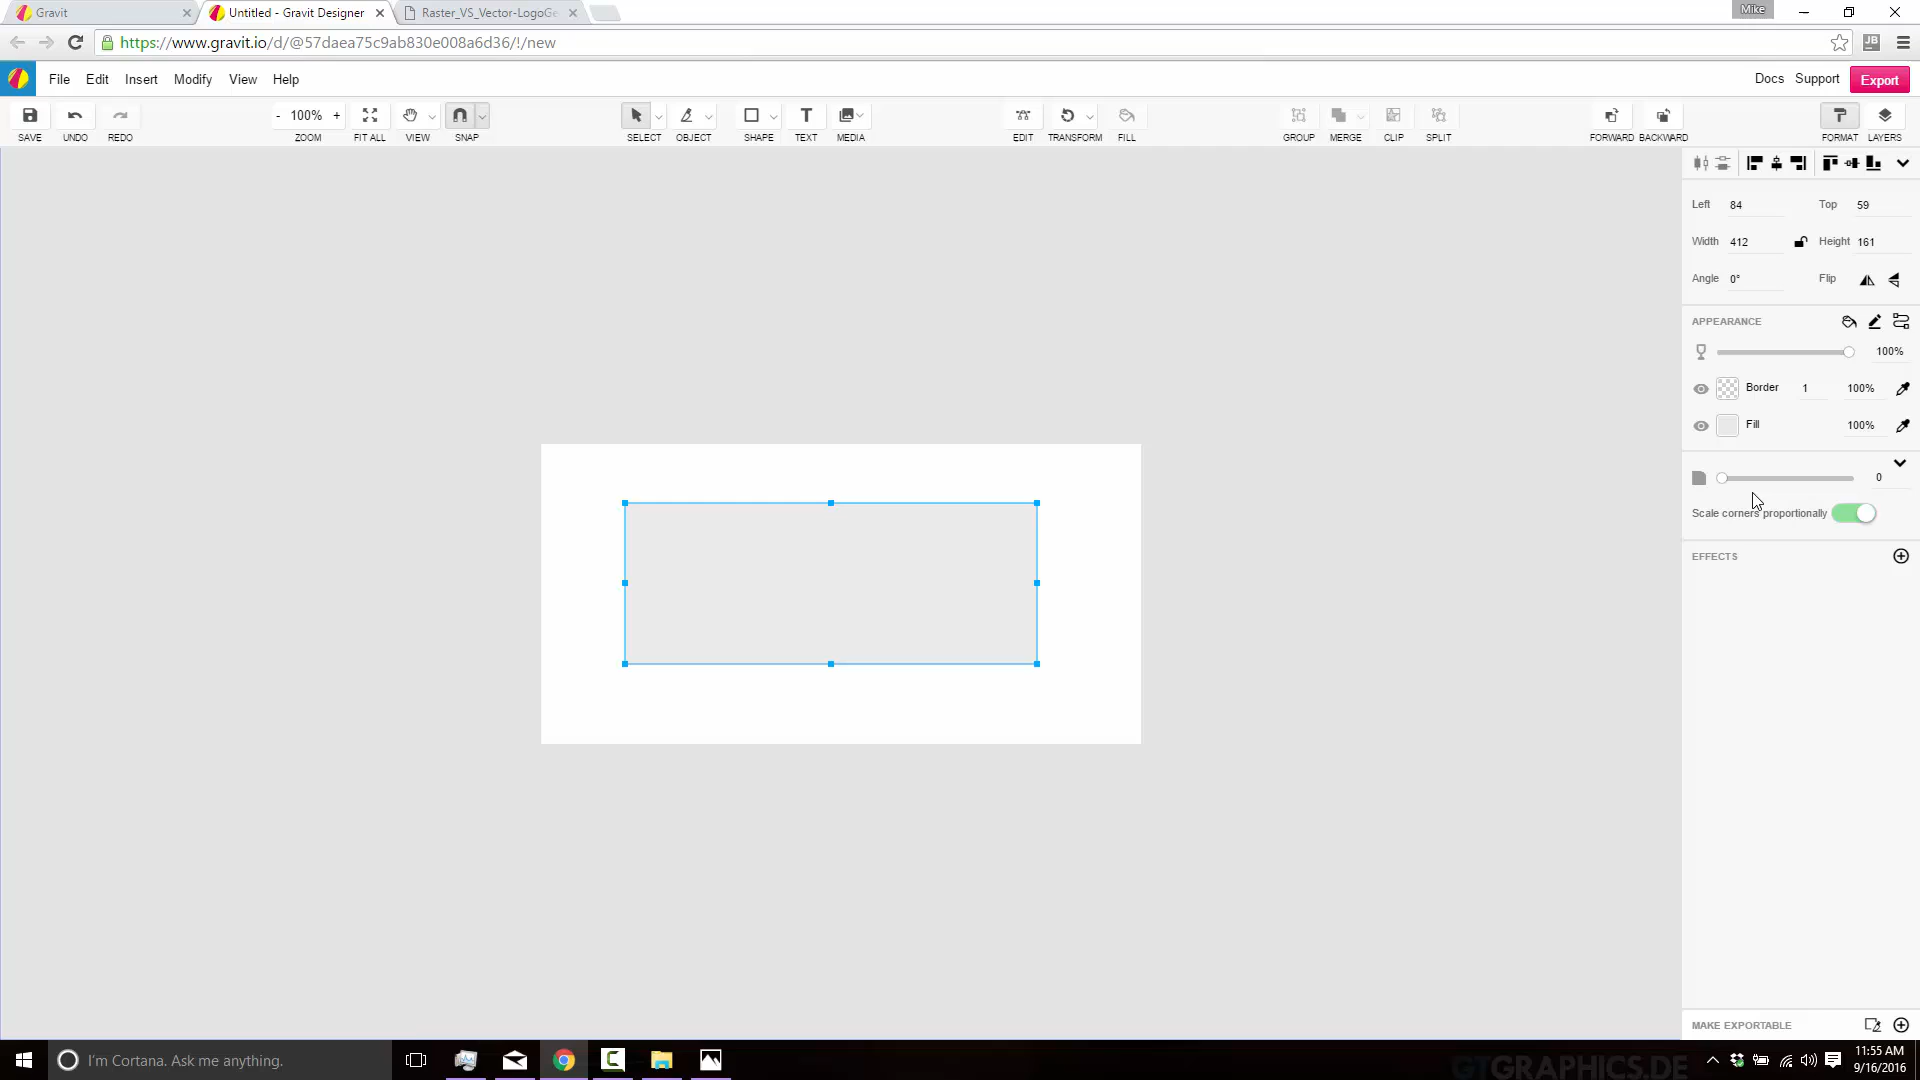 Gravit
Untitled - Gravit Designer
Raster_VS_Vector-LogoGe
Mike
https://www.gravit.io/d/@57daea75c9ab830e008a6d36/!/new
JB
File Edit Insert Modify View Help
Docs Support Export
- 100% +
SAVE UNDO REDO ZOOM FIT ALL VIEW SNAP SELECT OBJECT SHAPE TEXT MEDIA EDIT TRANSFORM FILL GROUP MERGE CLIP SPLIT FORWARD BACKWARD FORMAT LAYERS
Left 84 Top 59
Width 412 Height 161
Angle 0° Flip
APPEARANCE
100%
Border 1 100%
Fill 100%
0
Scale corners proportionally
EFFECTS
MAKE EXPORTABLE
I'm Cortana. Ask me anything.
GTGRAPHICS.DE
11:55 AM
9/16/2016